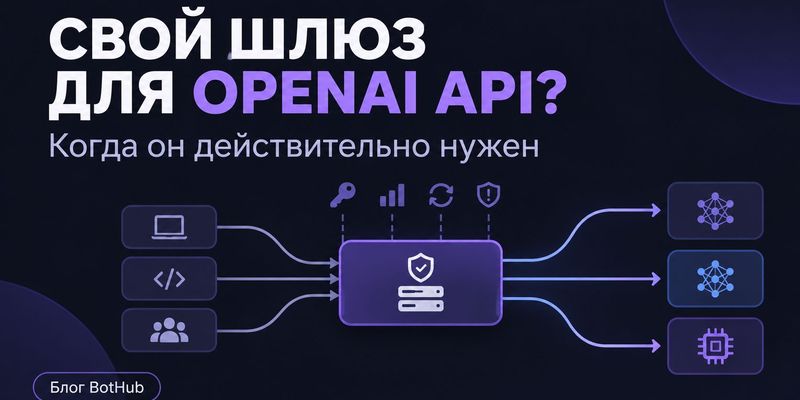 СВОЙ ШЛЮЗ
ДЛЯ OPENAI API?
Когда он действительно нужен
Блог BotHub